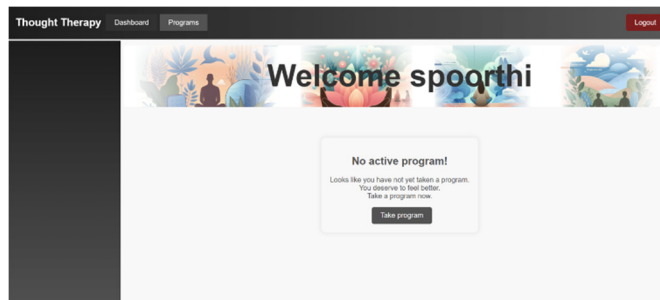 Thought Therapy Dashboard Programs Logout
Welcome spoorthi
No active program!
Looks like you have not yet taken a program.
You deserve to feel better.
Take a program now.
Take program